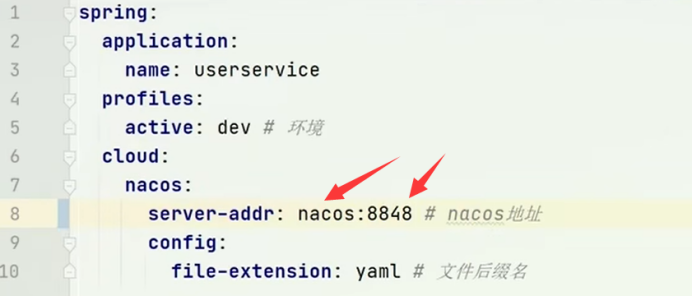 1 spring:
2 application:
3 name: userservice
4 profiles:
5 active: dev # 环境
6 cloud:
7 nacos:
8 server-addr: nacos:8848 # nacos地址
9 config:
10 file-extension: yaml # 文件后缀名